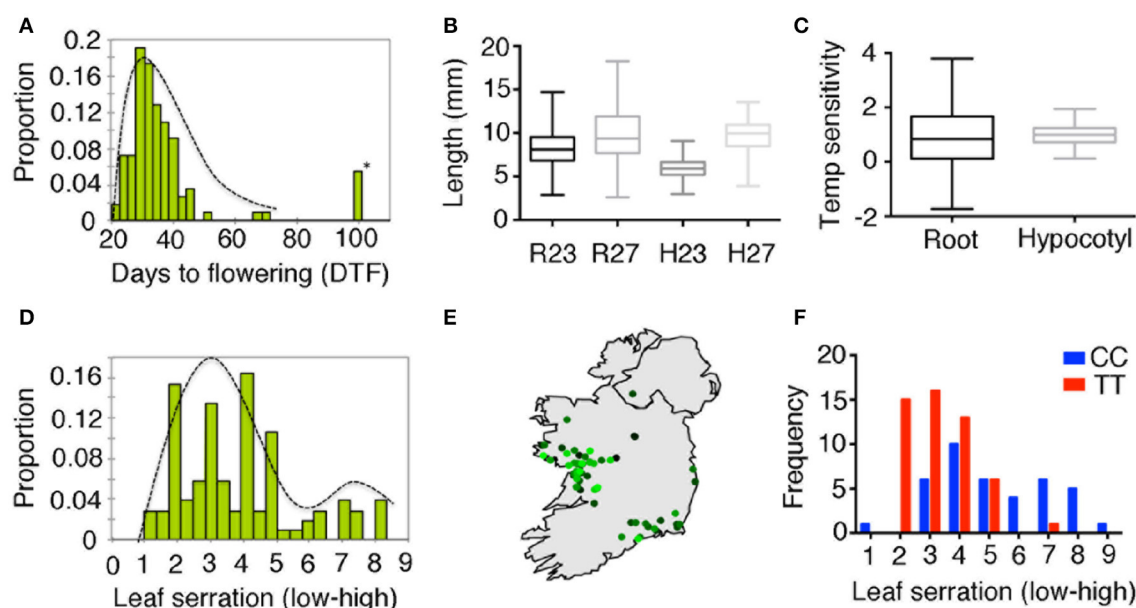 A
0.2
0.16
0.12
0.08
0.04
0
Proportion
20 40 60 80 100
*
Days to flowering (DTF)
B
20
15
10
5
0
Length (mm)
R23 R27 H23 H27
C
4
2
0
-2
Temp sensitivity
Root Hypocotyl
D
0.16
0.12
0.08
0.04
0
Proportion
0 1 2 3 4 5 6 7 8 9
Leaf serration (low-high)
E
F
20
15
10
5
0
Frequency
CC
TT
1 2 3 4 5 6 7 8 9
Leaf serration (low-high)